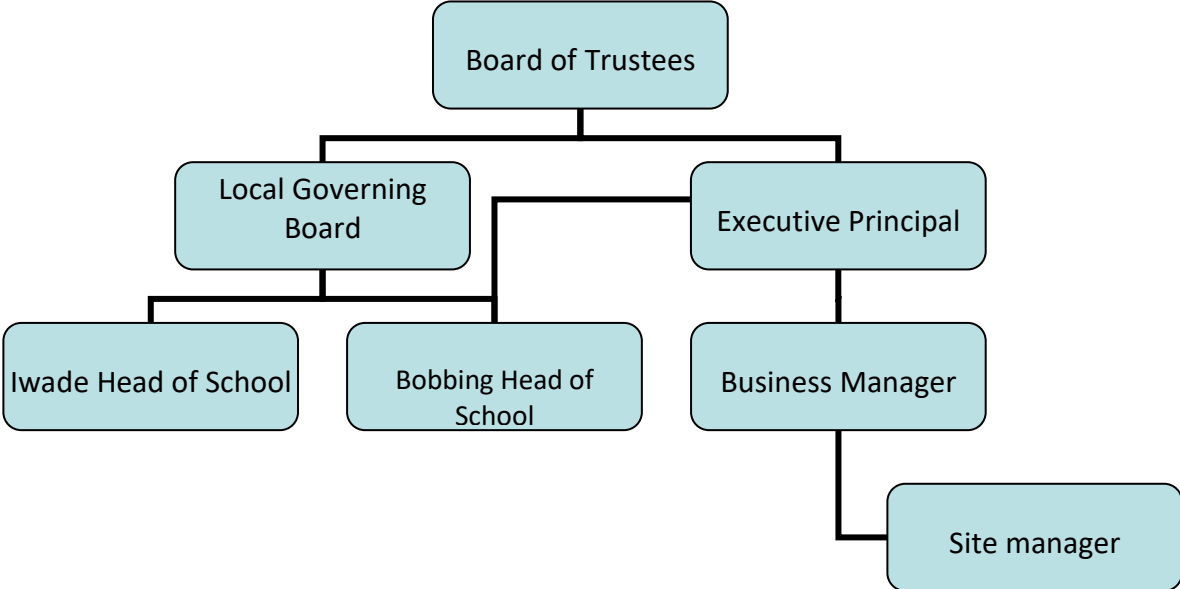 Board of Trustees
Local Governing
Board
Executive Principal
Iwade Head of School
Bobbing Head of
School
Business Manager
Site manager